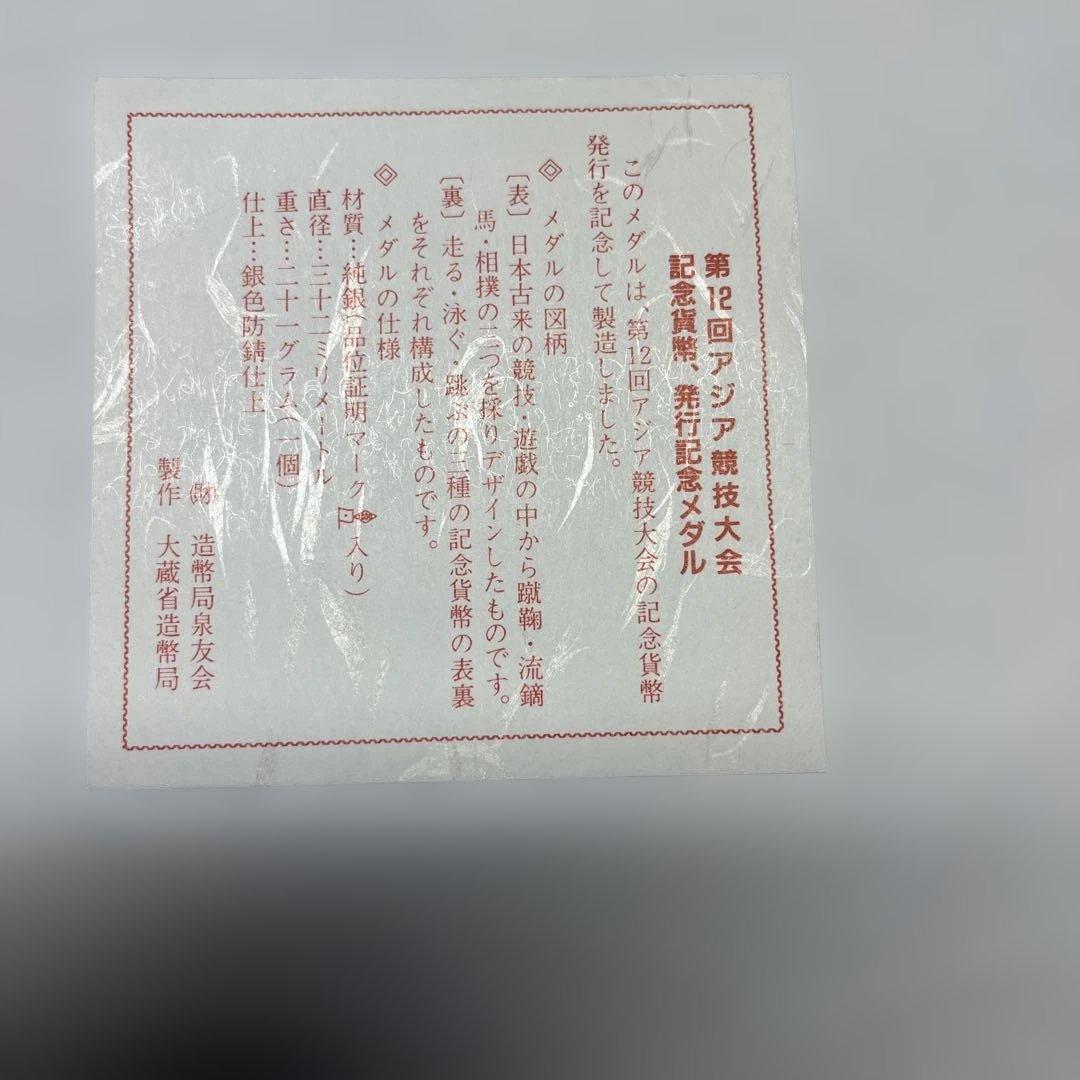 第12回アジア競技大会
記念貨幣、発行記念メダル
このメダルは、第12回アジア競技大会の記念貨幣
発行を記念して製造しました。
◇ メダルの図柄
〔表〕日本古来の競技・遊戯の中から蹴鞠・流鏑
馬・相撲の二つを採りデザインしたものです。
〔裏〕走る・泳ぐ・跳ぶの三種の記念貨幣の表裏
をそれぞれ構成したものです。
◇ メダルの仕様
材質…純銀(品位証明マーク 入り)
直径…三十二ミリメートル
重さ…二十一グラム(一個)
仕上…銀色防錆仕上
㈶ 造幣局泉友会
製作 大蔵省造幣局